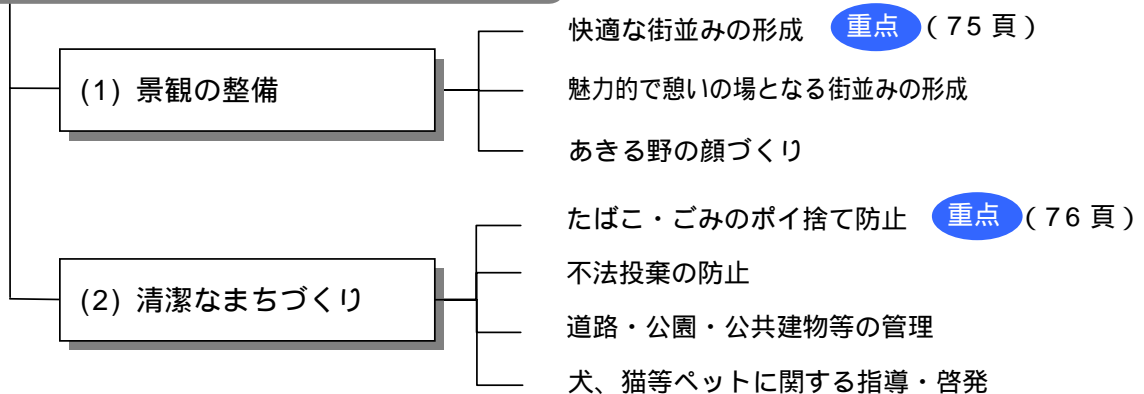 快適な街並みの形成 重点 (75頁)
(1) 景観の整備
魅力的で憩いの場となる街並みの形成
あきる野の顔づくり
たばこ・ごみのポイ捨て防止 重点 (76頁)
不法投棄の防止
(2) 清潔なまちづくり
道路・公園・公共建物等の管理
犬、猫等ペットに関する指導・啓発